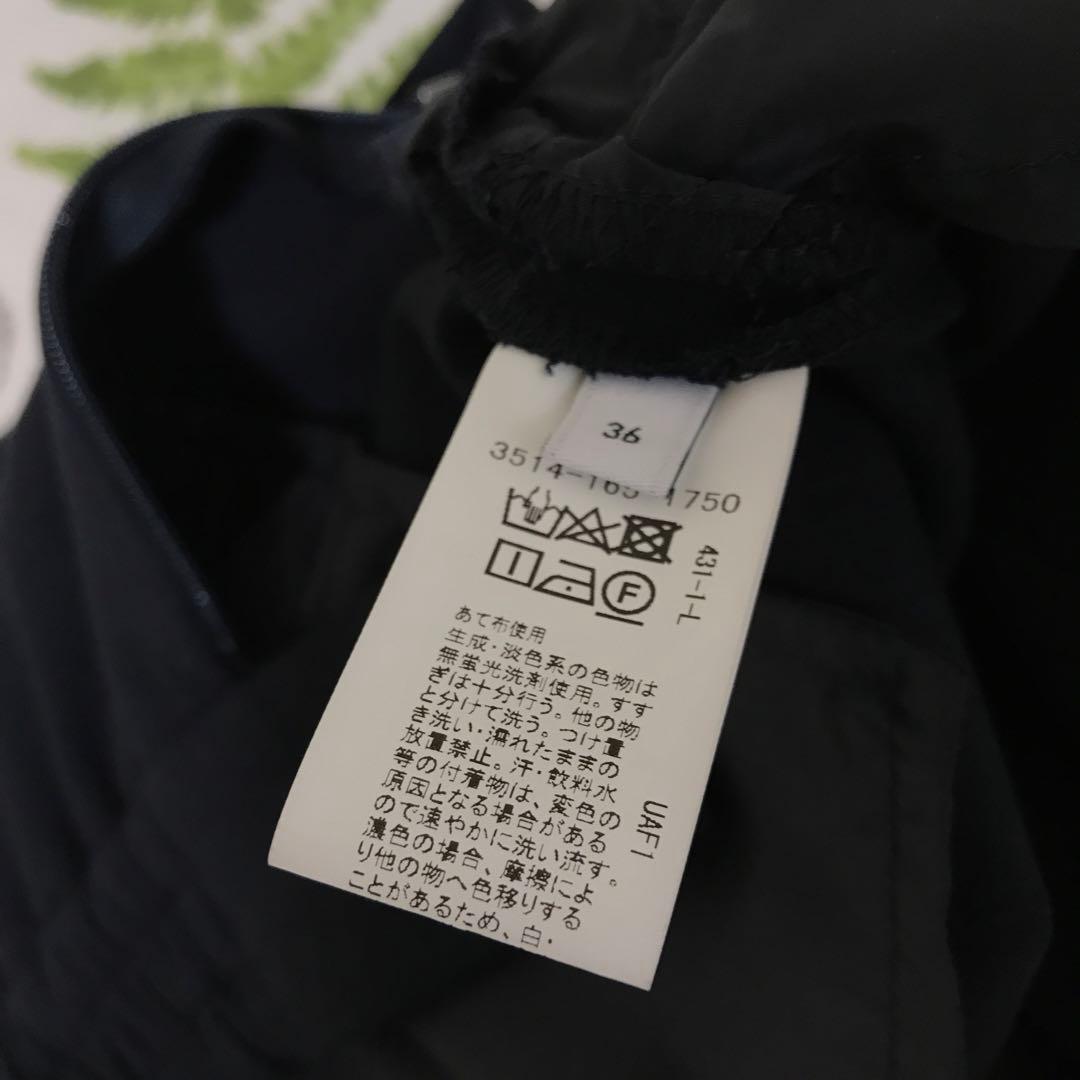 36
3514-165-1750
431-1-L
F
あて布使用
生成・淡色系の色物は
無蛍光洗剤使用。すす
ぎは十分行う。他の物
と分けて洗う。つけ置
き洗い・濡れたままの
放置禁止。汗・飲料水
等の付着物は、変色の
原因となる場合がある
ので速やかに洗い流す。
濃色の場合、摩擦によ
り他の物へ色移りする
ことがあるため、白・
UAF1